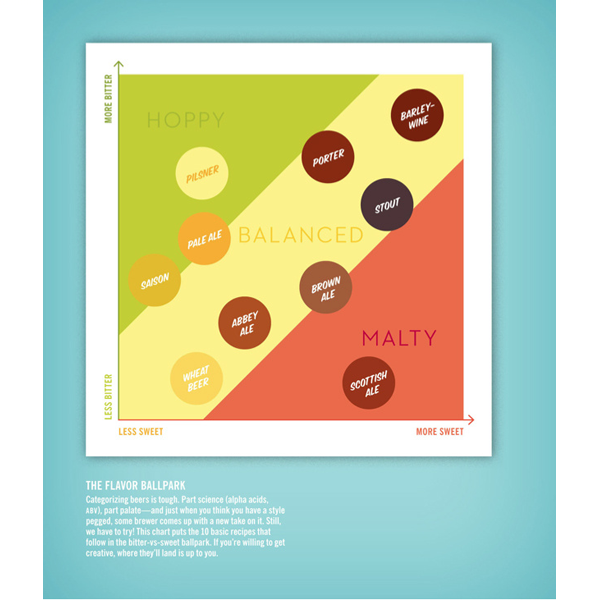 MORE BITTER
HOPPY
BARLEY-
WINE
PORTER
PILSNER
STOUT
PALE ALE
BALANCED
SAISON
BROWN
ALE
ABBEY
ALE
MALTY
WHEAT
BEER
SCOTTISH
ALE
LESS BITTER
LESS SWEET
MORE SWEET
THE FLAVOR BALLPARK
Categorizing beers is tough. Part science (alpha acids,
ABV), part palate—and just when you think you have a style
pegged, some brewer comes up with a new take on it. Still,
we have to try! This chart puts the 10 basic recipes that
follow in the bitter-vs-sweet ballpark. If you're willing to get
creative, where they'll land is up to you.